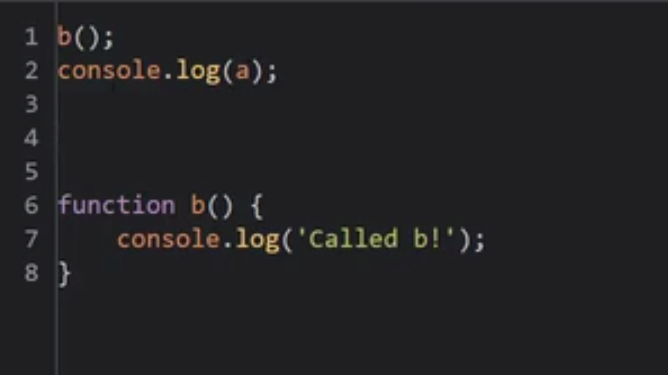 1 b();
2 console.log(a);
3
4
5
6 function b() {
7     console.log('Called b!');
8 }